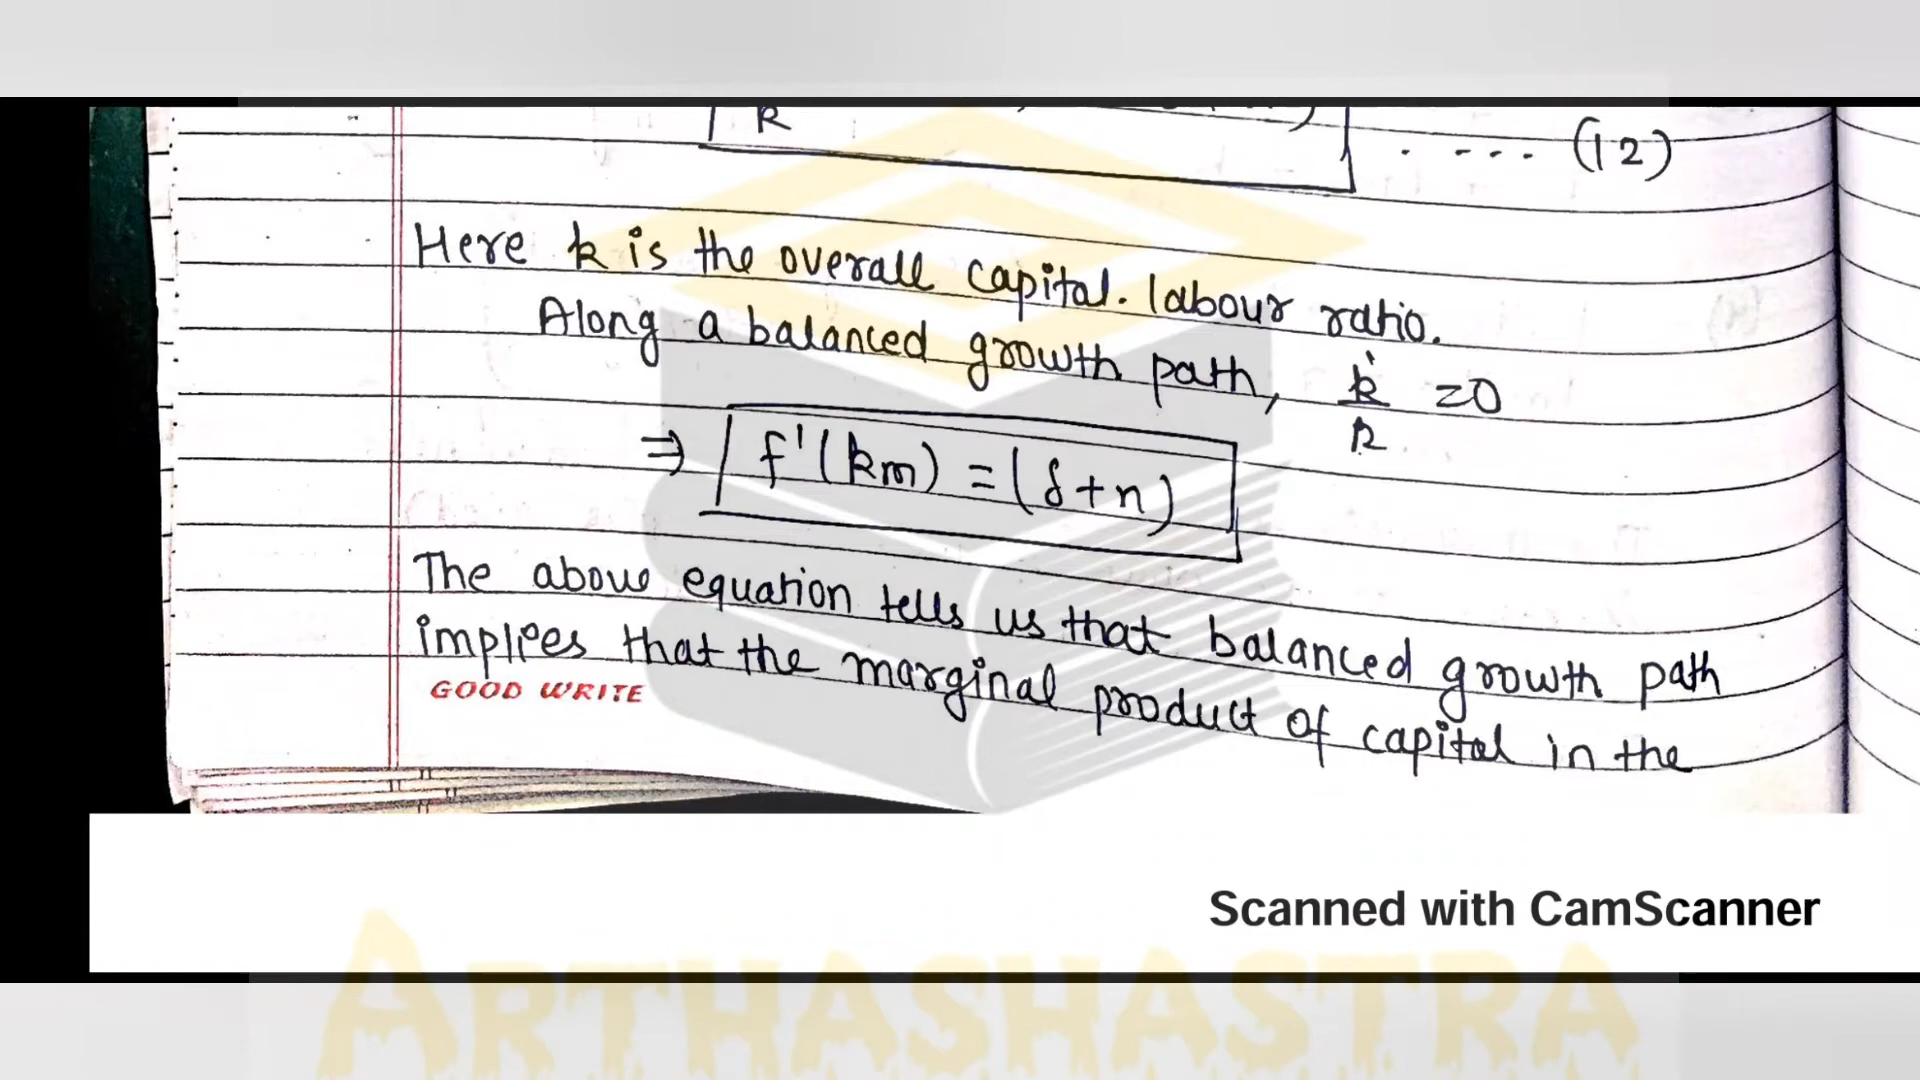 k
. - - - . (12)
Here k is the overall capital. labour ratio.
Along a balanced growth path, k̇/k =0
⇒ f'(km) = (δ+n)
The above equation tells us that balanced growth path
implies that the marginal product of capital in the
GOOD WRITE
Scanned with CamScanner
ARTHASHASTRA